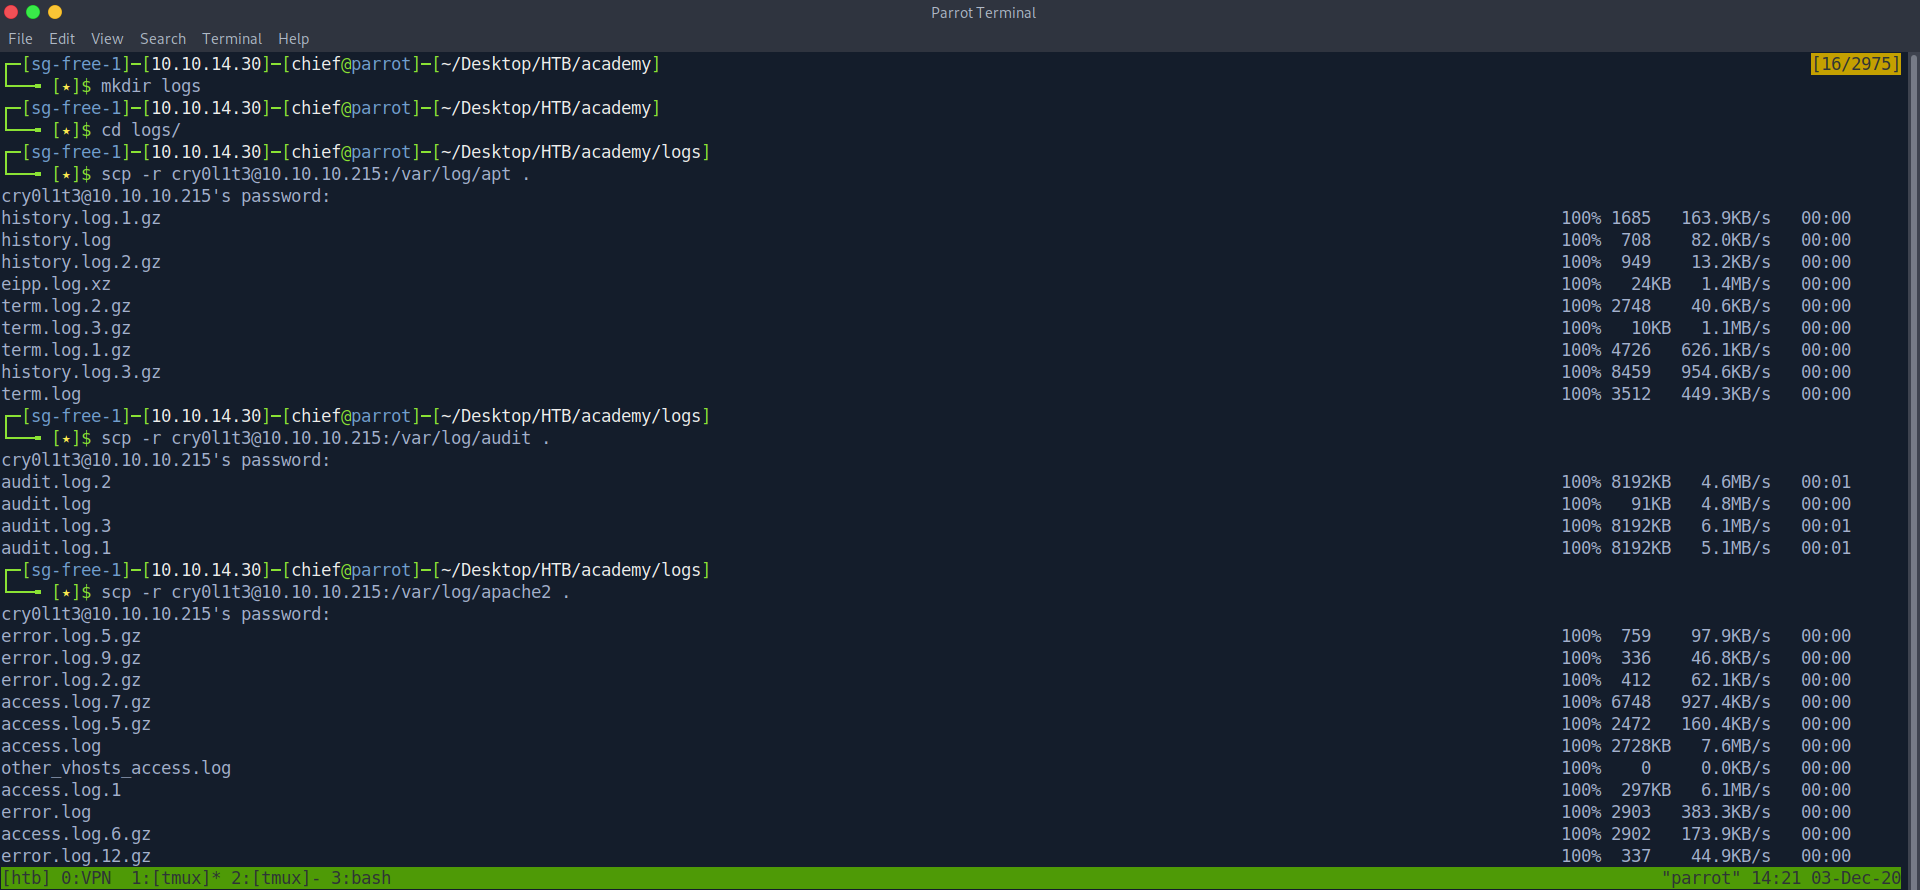 Parrot Terminal
File Edit View Search Terminal Help
┌─[sg-free-1]─[10.10.14.30]─[chief@parrot]─[~/Desktop/HTB/academy] [16/2975]
└──╼ [★]$ mkdir logs
┌─[sg-free-1]─[10.10.14.30]─[chief@parrot]─[~/Desktop/HTB/academy]
└──╼ [★]$ cd logs/
┌─[sg-free-1]─[10.10.14.30]─[chief@parrot]─[~/Desktop/HTB/academy/logs]
└──╼ [★]$ scp -r cry0l1t3@10.10.10.215:/var/log/apt .
cry0l1t3@10.10.10.215's password:
history.log.1.gz 100% 1685 163.9KB/s 00:00
history.log 100% 708 82.0KB/s 00:00
history.log.2.gz 100% 949 13.2KB/s 00:00
eipp.log.xz 100% 24KB 1.4MB/s 00:00
term.log.2.gz 100% 2748 40.6KB/s 00:00
term.log.3.gz 100% 10KB 1.1MB/s 00:00
term.log.1.gz 100% 4726 626.1KB/s 00:00
history.log.3.gz 100% 8459 954.6KB/s 00:00
term.log 100% 3512 449.3KB/s 00:00
┌─[sg-free-1]─[10.10.14.30]─[chief@parrot]─[~/Desktop/HTB/academy/logs]
└──╼ [★]$ scp -r cry0l1t3@10.10.10.215:/var/log/audit .
cry0l1t3@10.10.10.215's password:
audit.log.2 100% 8192KB 4.6MB/s 00:01
audit.log 100% 91KB 4.8MB/s 00:00
audit.log.3 100% 8192KB 6.1MB/s 00:01
audit.log.1 100% 8192KB 5.1MB/s 00:01
┌─[sg-free-1]─[10.10.14.30]─[chief@parrot]─[~/Desktop/HTB/academy/logs]
└──╼ [★]$ scp -r cry0l1t3@10.10.10.215:/var/log/apache2 .
cry0l1t3@10.10.10.215's password:
error.log.5.gz 100% 759 97.9KB/s 00:00
error.log.9.gz 100% 336 46.8KB/s 00:00
error.log.2.gz 100% 412 62.1KB/s 00:00
access.log.7.gz 100% 6748 927.4KB/s 00:00
access.log.5.gz 100% 2472 160.4KB/s 00:00
access.log 100% 2728KB 7.6MB/s 00:00
other_vhosts_access.log 100% 0 0.0KB/s 00:00
access.log.1 100% 297KB 6.1MB/s 00:00
error.log 100% 2903 383.3KB/s 00:00
access.log.6.gz 100% 2902 173.9KB/s 00:00
error.log.12.gz 100% 337 44.9KB/s 00:00
[htb] 0:VPN 1:[tmux]* 2:[tmux]- 3:bash "parrot" 14:21 03-Dec-20